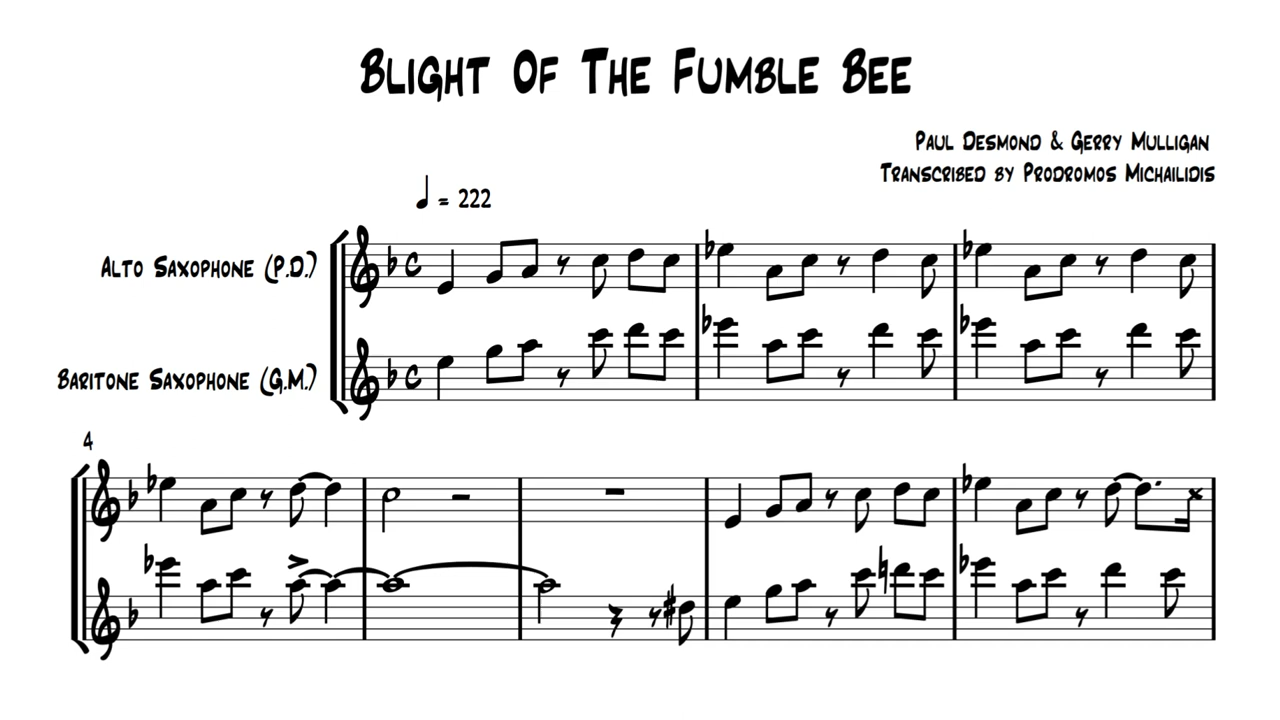 Blight Of The Fumble Bee
Paul Desmond & Gerry Mulligan
Transcribed by Prodromos Michailidis
= 222
Alto Saxophone (P.D.)
Baritone Saxophone (G.M.)
4